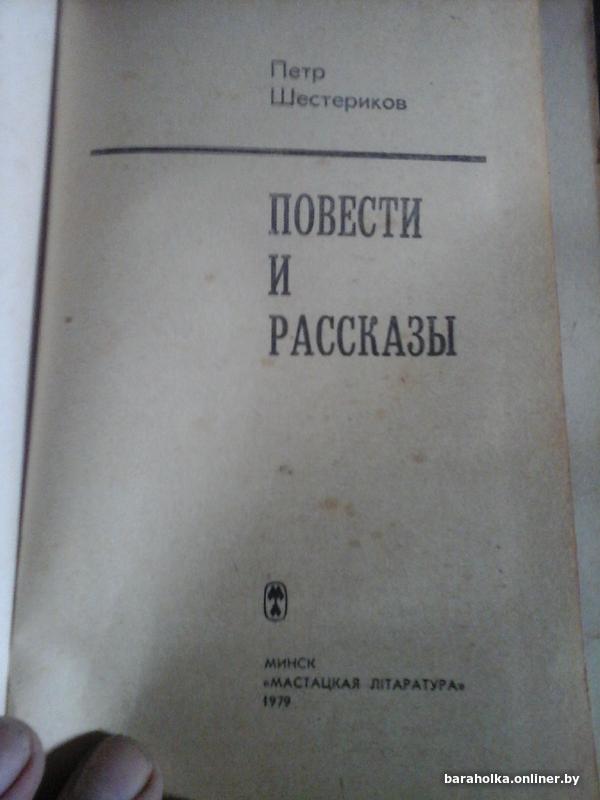 Петр
Шестериков
ПОВЕСТИ
И
РАССКАЗЫ
МИНСК
«МАСТАЦКАЯ ЛІТАРАТУРА»
1979
baraholka.onliner.by